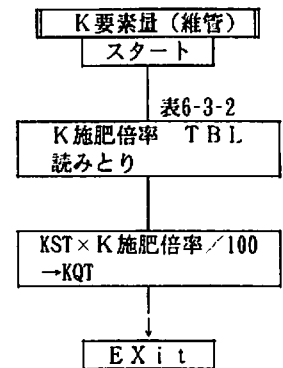 K要素量（維管）
スタート
表6-3-2
K施肥倍率　TBL
読みとり
KST×K施肥倍率／100
→KQT
EXit